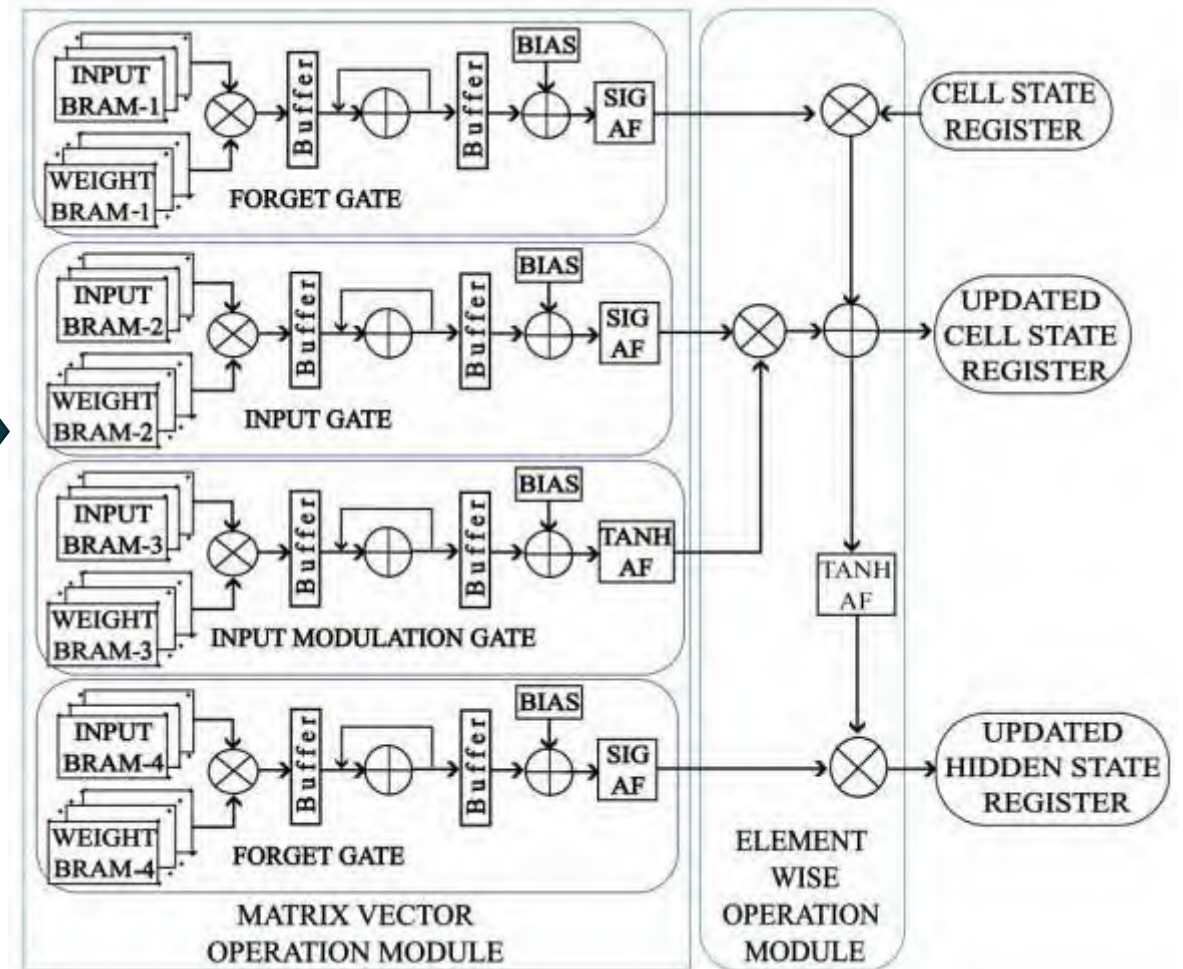 INPUT
BRAM-1
WEIGHT
BRAM-1
Buffer
Buffer
BIAS
SIG
AF
FORGET GATE
INPUT
BRAM-2
WEIGHT
BRAM-2
Buffer
Buffer
BIAS
SIG
AF
INPUT GATE
INPUT
BRAM-3
WEIGHT
BRAM-3
Buffer
Buffer
BIAS
TANH
AF
INPUT MODULATION GATE
INPUT
BRAM-4
WEIGHT
BRAM-4
Buffer
Buffer
BIAS
SIG
AF
FORGET GATE
MATRIX VECTOR
OPERATION MODULE
TANH
AF
ELEMENT
WISE
OPERATION
MODULE
CELL STATE
REGISTER
UPDATED
CELL STATE
REGISTER
UPDATED
HIDDEN STATE
REGISTER